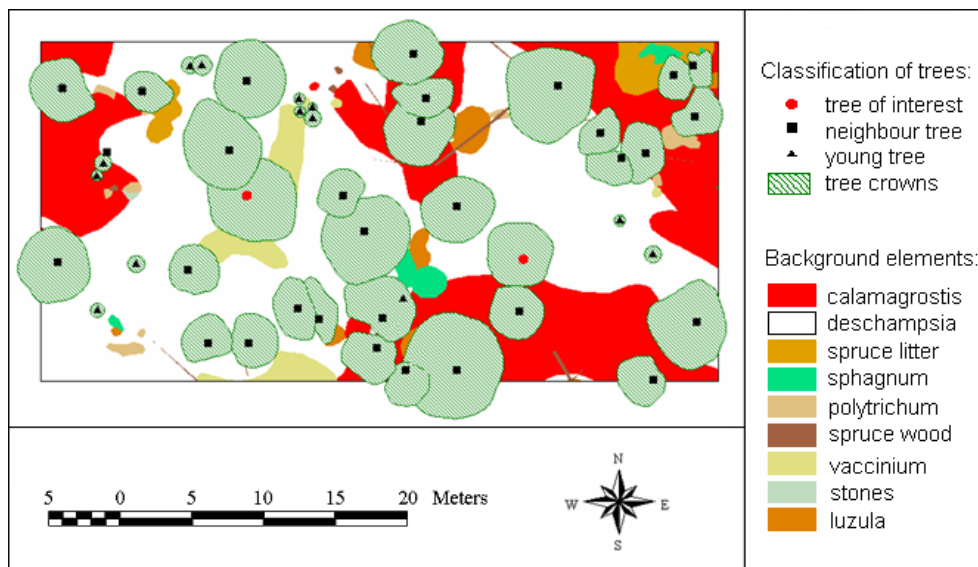 Classification of trees:
tree of interest
neighbour tree
young tree
tree crowns
Background elements:
calamagrostis
deschampsia
spruce litter
sphagnum
polytrichum
spruce wood
vaccinium
stones
luzula
5 0 5 10 15 20 Meters
N
W E
S